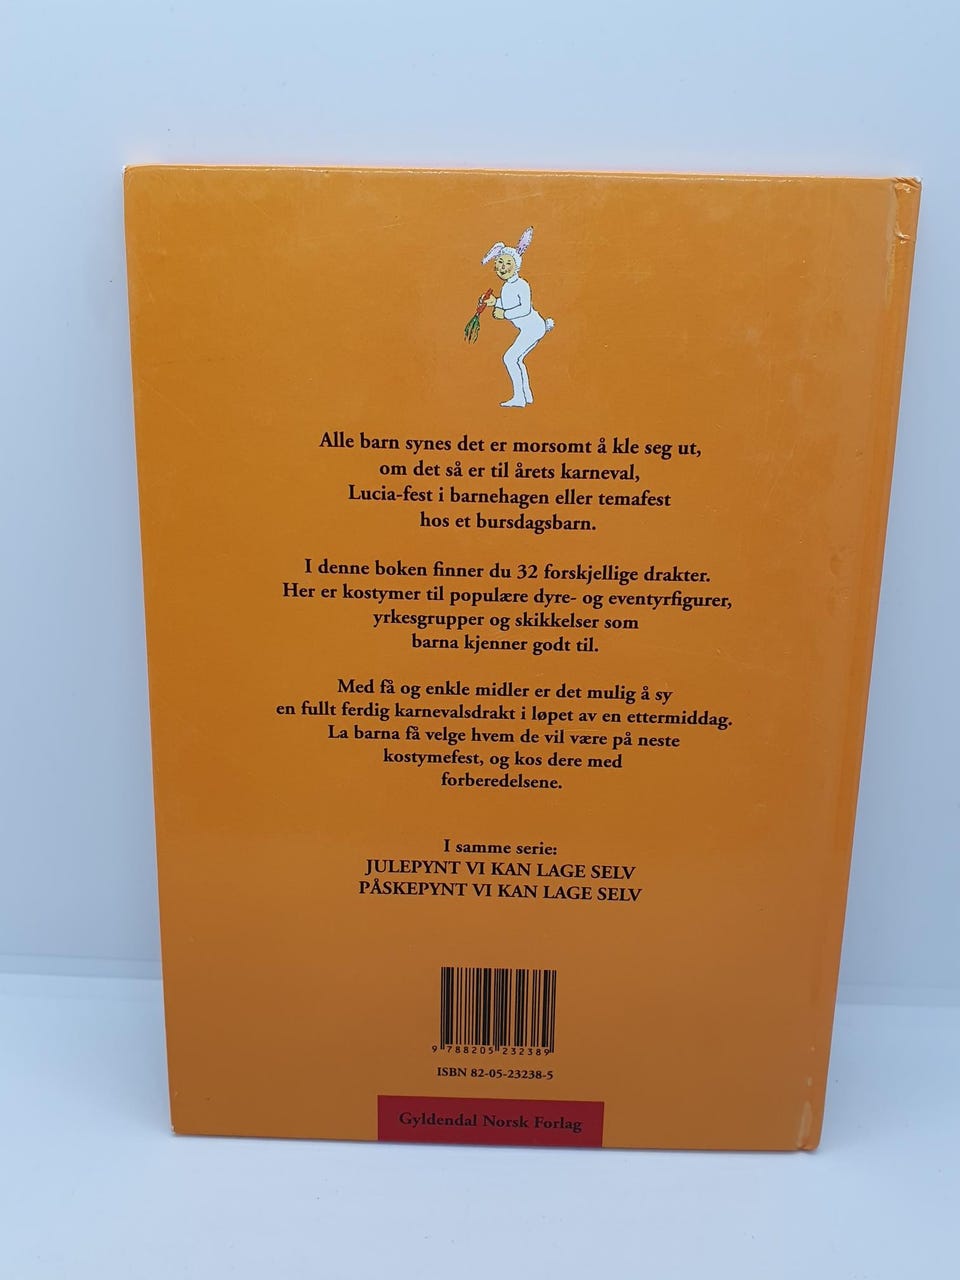 Alle barn synes det er morsomt å kle seg ut,
om det så er til årets karneval,
Lucia-fest i barnehagen eller temafest
hos et bursdagsbarn.
I denne boken finner du 32 forskjellige drakter.
Her er kostymer til populære dyre- og eventyrfigurer,
yrkesgrupper og skikkelser som
barna kjenner godt til.
Med få og enkle midler er det mulig å sy
en fullt ferdig karnevalsdrakt i løpet av en ettermiddag.
La barna få velge hvem de vil være på neste
kostymefest, og kos dere med
forberedelsene.
I samme serie:
JULEPYNT VI KAN LAGE SELV
PÅSKEPYNT VI KAN LAGE SELV
9 788205 232389
ISBN 82-05-23238-5
Gyldendal Norsk Forlag